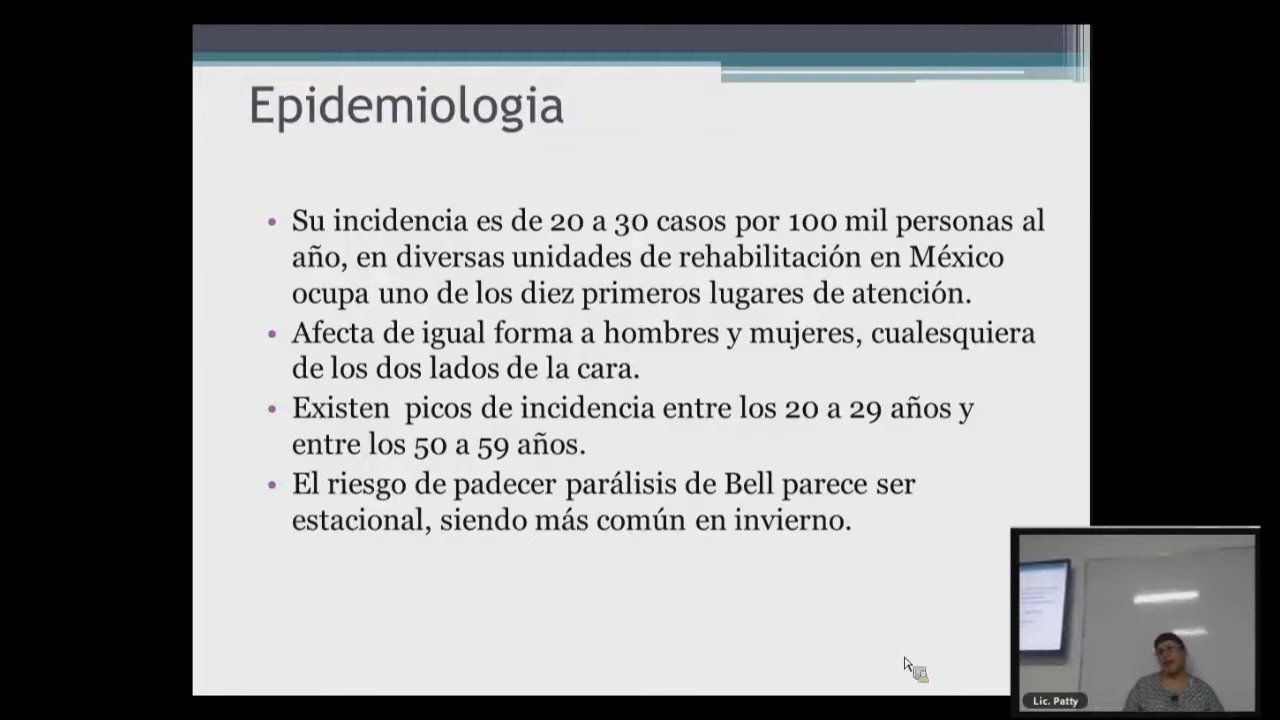 Epidemiologia
• Su incidencia es de 20 a 30 casos por 100 mil personas al
año, en diversas unidades de rehabilitación en México
ocupa uno de los diez primeros lugares de atención.
• Afecta de igual forma a hombres y mujeres, cualesquiera
de los dos lados de la cara.
• Existen picos de incidencia entre los 20 a 29 años y
entre los 50 a 59 años.
• El riesgo de padecer parálisis de Bell parece ser
estacional, siendo más común en invierno.
Lic. Patty